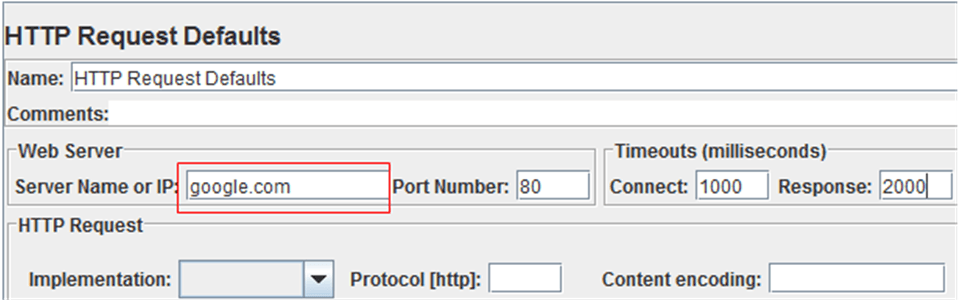 HTTP Request Defaults
Name: HTTP Request Defaults
Comments:
Web Server Timeouts (milliseconds)
Server Name or IP: google.com Port Number: 80 Connect: 1000 Response: 2000
HTTP Request
Implementation: Protocol [http]: Content encoding: